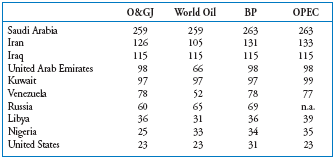 O&GJ World Oil BP OPEC
Saudi Arabia 259 259 263 263
Iran 126 105 131 133
Iraq 115 115 115 115
United Arab Emirates 98 66 98 98
Kuwait 97 97 97 99
Venezuela 78 52 78 77
Russia 60 65 69 n.a.
Libya 36 31 36 39
Nigeria 25 33 34 35
United States 23 23 31 23